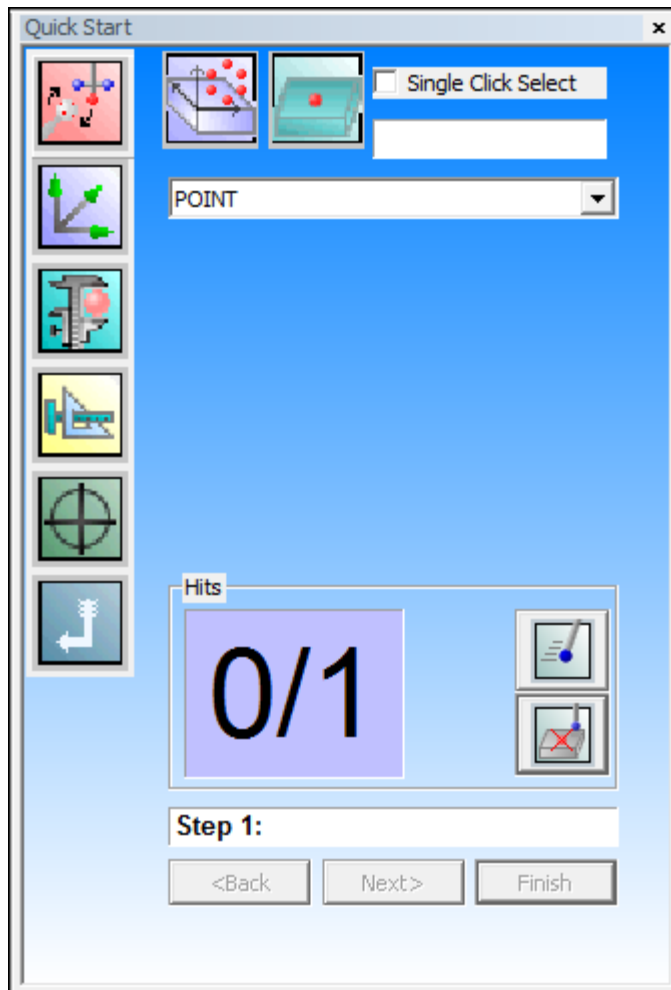 Quick Start
Single Click Select
POINT
Hits
0/1
Step 1:
<Back Next> Finish